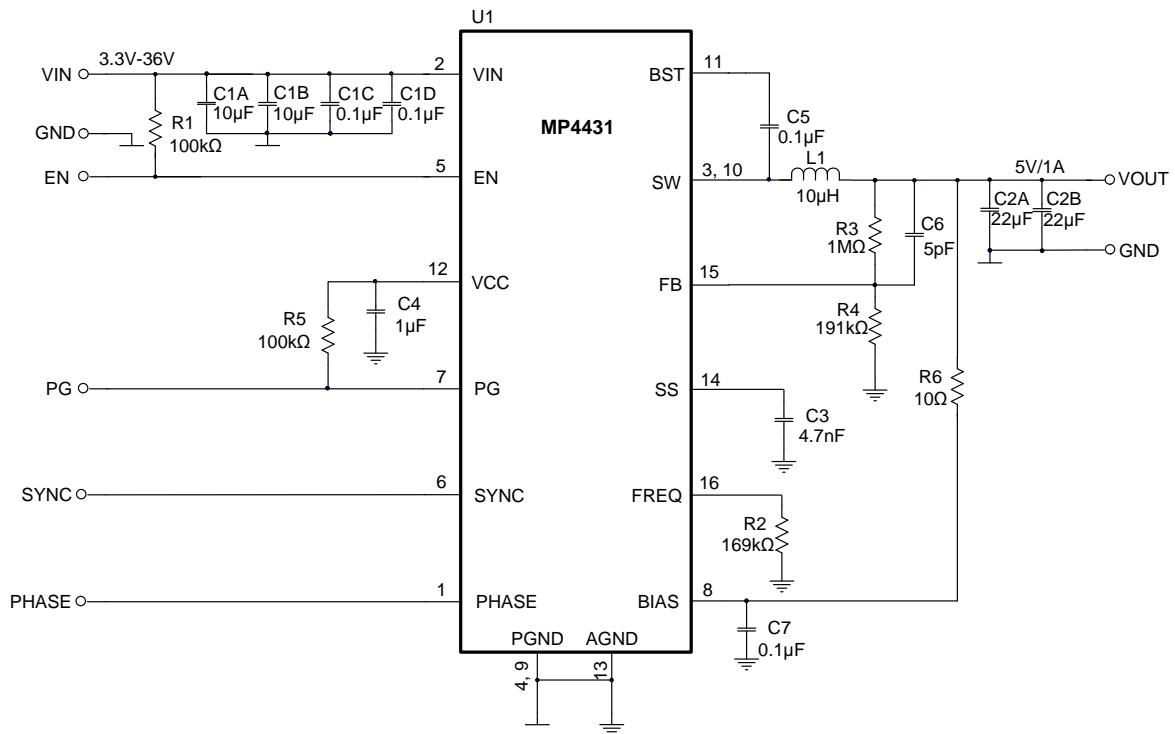 U1
MP4431
VIN
3.3V-36V
2
VIN
GND
R1
100kΩ
C1A
10µF
C1B
10µF
C1C
0.1µF
C1D
0.1µF
EN
5
EN
12
VCC
C4
1µF
R5
100kΩ
PG
7
PG
SYNC
6
SYNC
PHASE
1
PHASE
PGND
4, 9
AGND
13
BST
11
C5
0.1µF
SW
3, 10
L1
10µH
5V/1A
VOUT
R3
1MΩ
C6
5pF
C2A
22µF
C2B
22µF
GND
FB
15
R4
191kΩ
SS
14
C3
4.7nF
R6
10Ω
FREQ
16
R2
169kΩ
BIAS
8
C7
0.1µF